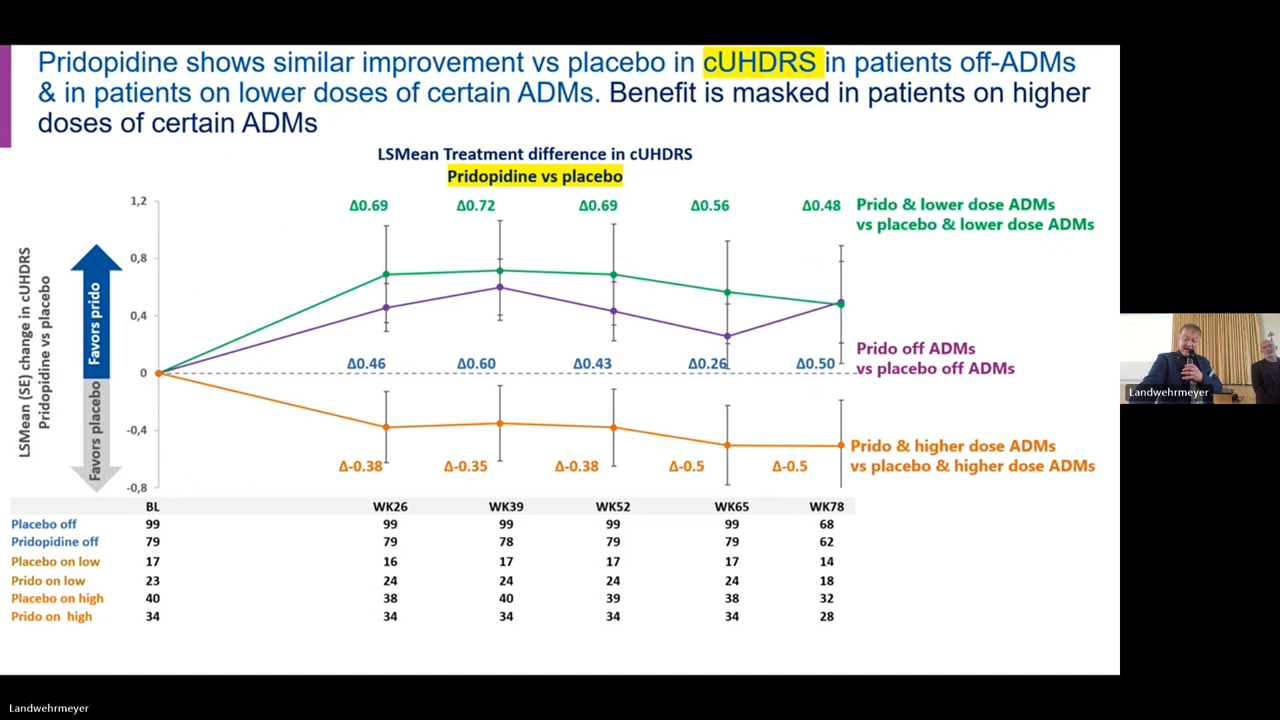 Pridopidine shows similar improvement vs placebo in cUHDRS in patients off-ADMs
& in patients on lower doses of certain ADMs. Benefit is masked in patients on higher
doses of certain ADMs
LSMean Treatment difference in cUHDRS
Pridopidine vs placebo
LSMean (SE) change in cUHDRS
Pridopidine vs placebo
Favors prido
Favors placebo
1,2
0,8
0,4
0
-0,4
-0,8
Δ0.69 Δ0.72 Δ0.69 Δ0.56 Δ0.48
Prido & lower dose ADMs
vs placebo & lower dose ADMs
Δ0.46 Δ0.60 Δ0.43 Δ0.26 Δ0.50
Prido off ADMs
vs placebo off ADMs
Δ-0.38 Δ-0.35 Δ-0.38 Δ-0.5 Δ-0.5
Prido & higher dose ADMs
vs placebo & higher dose ADMs
BL WK26 WK39 WK52 WK65 WK78
Placebo off 99 99 99 99 99 68
Pridopidine off 79 79 78 79 79 62
Placebo on low 17 16 17 17 17 14
Prido on low 23 24 24 24 24 18
Placebo on high 40 38 40 39 38 32
Prido on high 34 34 34 34 34 28
Landwehrmeyer
Landwehrmeyer